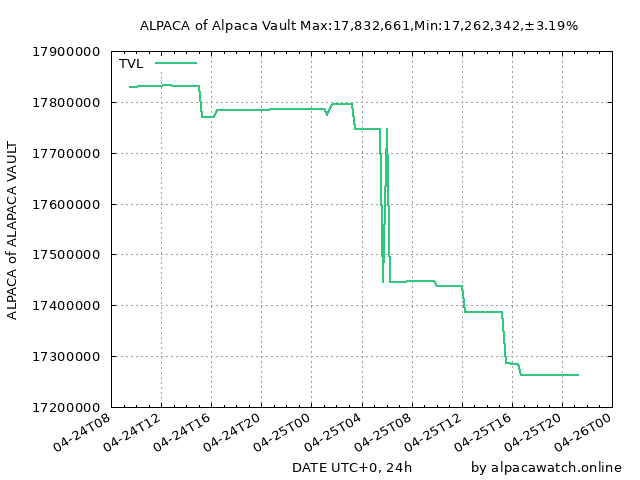 ALPACA of Alpaca Vault Max:17,832,661,Min:17,262,342,±3.19%
TVL
ALPACA of ALAPACA VAULT
17900000
17800000
17700000
17600000
17500000
17400000
17300000
17200000
04-24T08
04-24T12
04-24T16
04-24T20
04-25T00
04-25T04
04-25T08
04-25T12
04-25T16
04-25T20
04-26T00
DATE UTC+0, 24h
by alpacawatch.online